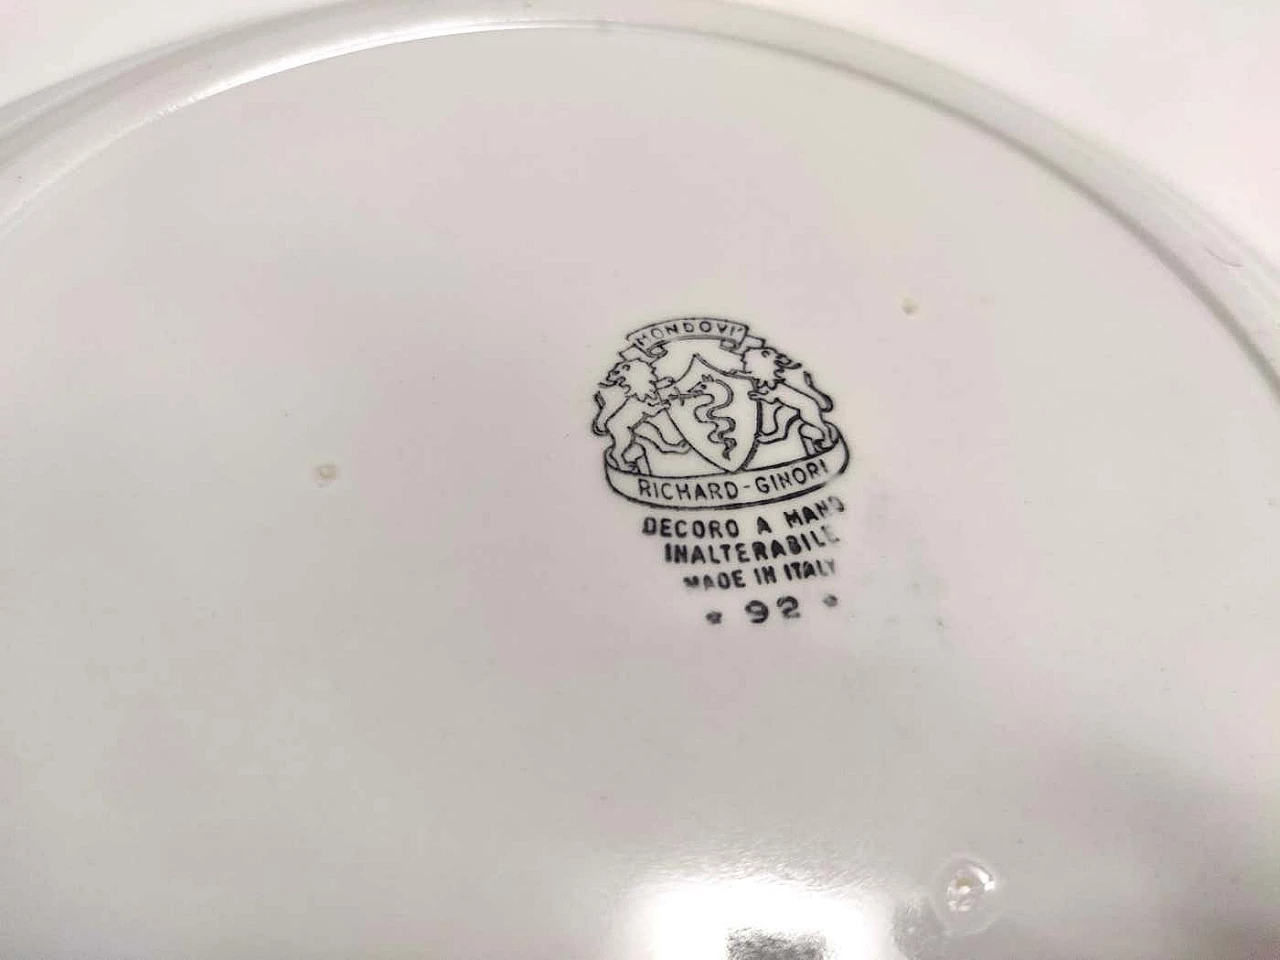 MONDOVI'
RICHARD-GINORI
DECORO A MANO
INALTERABILE
MADE IN ITALY
* 92 *